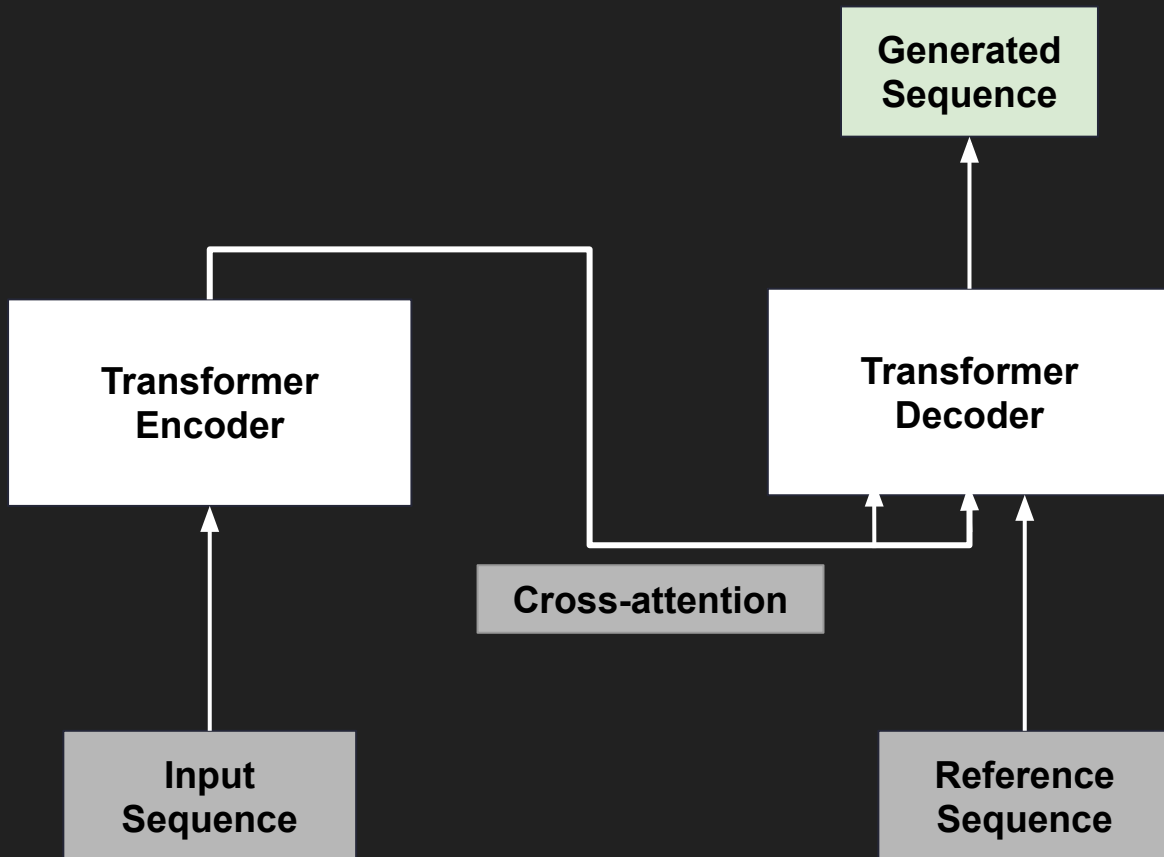 Generated
Sequence
Transformer
Encoder
Transformer
Decoder
Cross-attention
Input
Sequence
Reference
Sequence